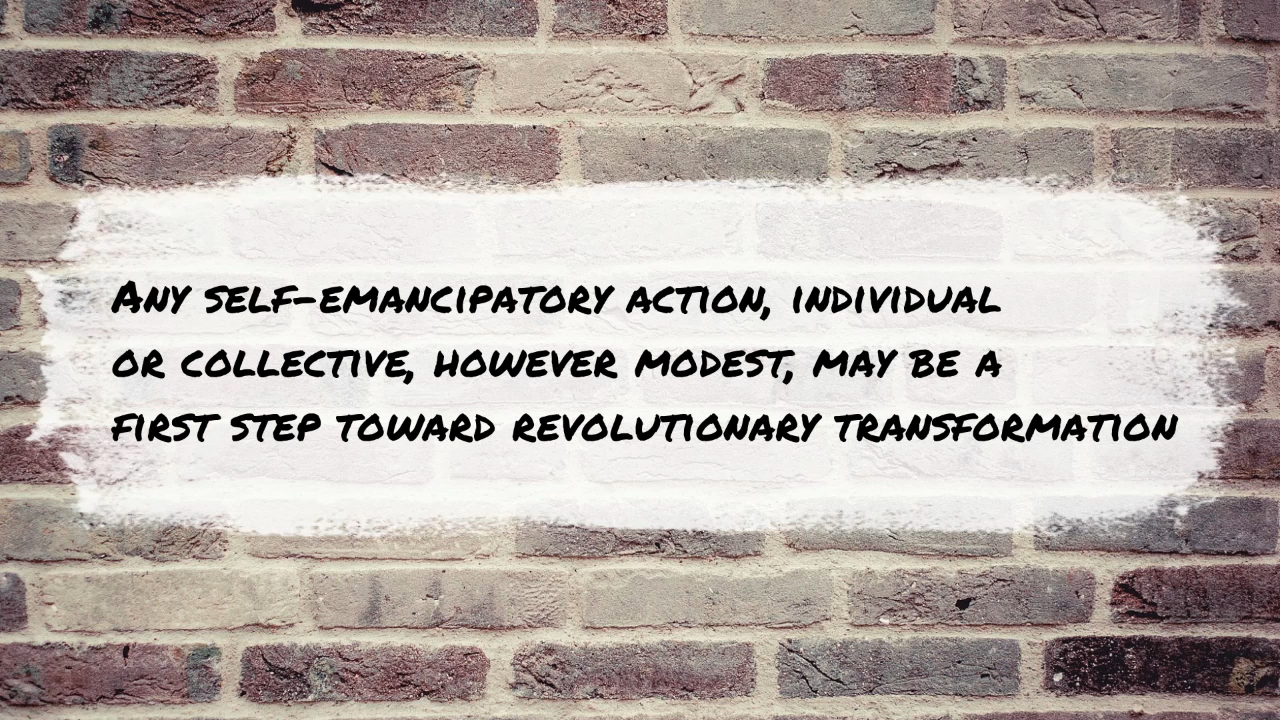 Any self-emancipatory action, individual
or collective, however modest, may be a
first step toward revolutionary transformation